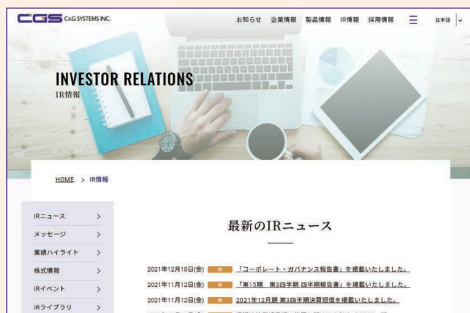 CGS C&G SYSTEMS INC.
お知らせ 企業情報 製品情報 IR情報 採用情報 日本語
INVESTOR RELATIONS
IR情報
HOME > IR情報
IRニュース >
メッセージ >
業績ハイライト >
株式情報 >
IRイベント >
IRライブラリ >
最新のIRニュース
2021年12月10日(金) IR 「コーポレート・ガバナンス報告書」を掲載いたしました。
2021年11月12日(金) IR 「第15期 第3四半期 四半期報告書」を掲載いたしました。
2021年11月12日(金) IR 2021年12月期 第3四半期決算短信を掲載いたしました。